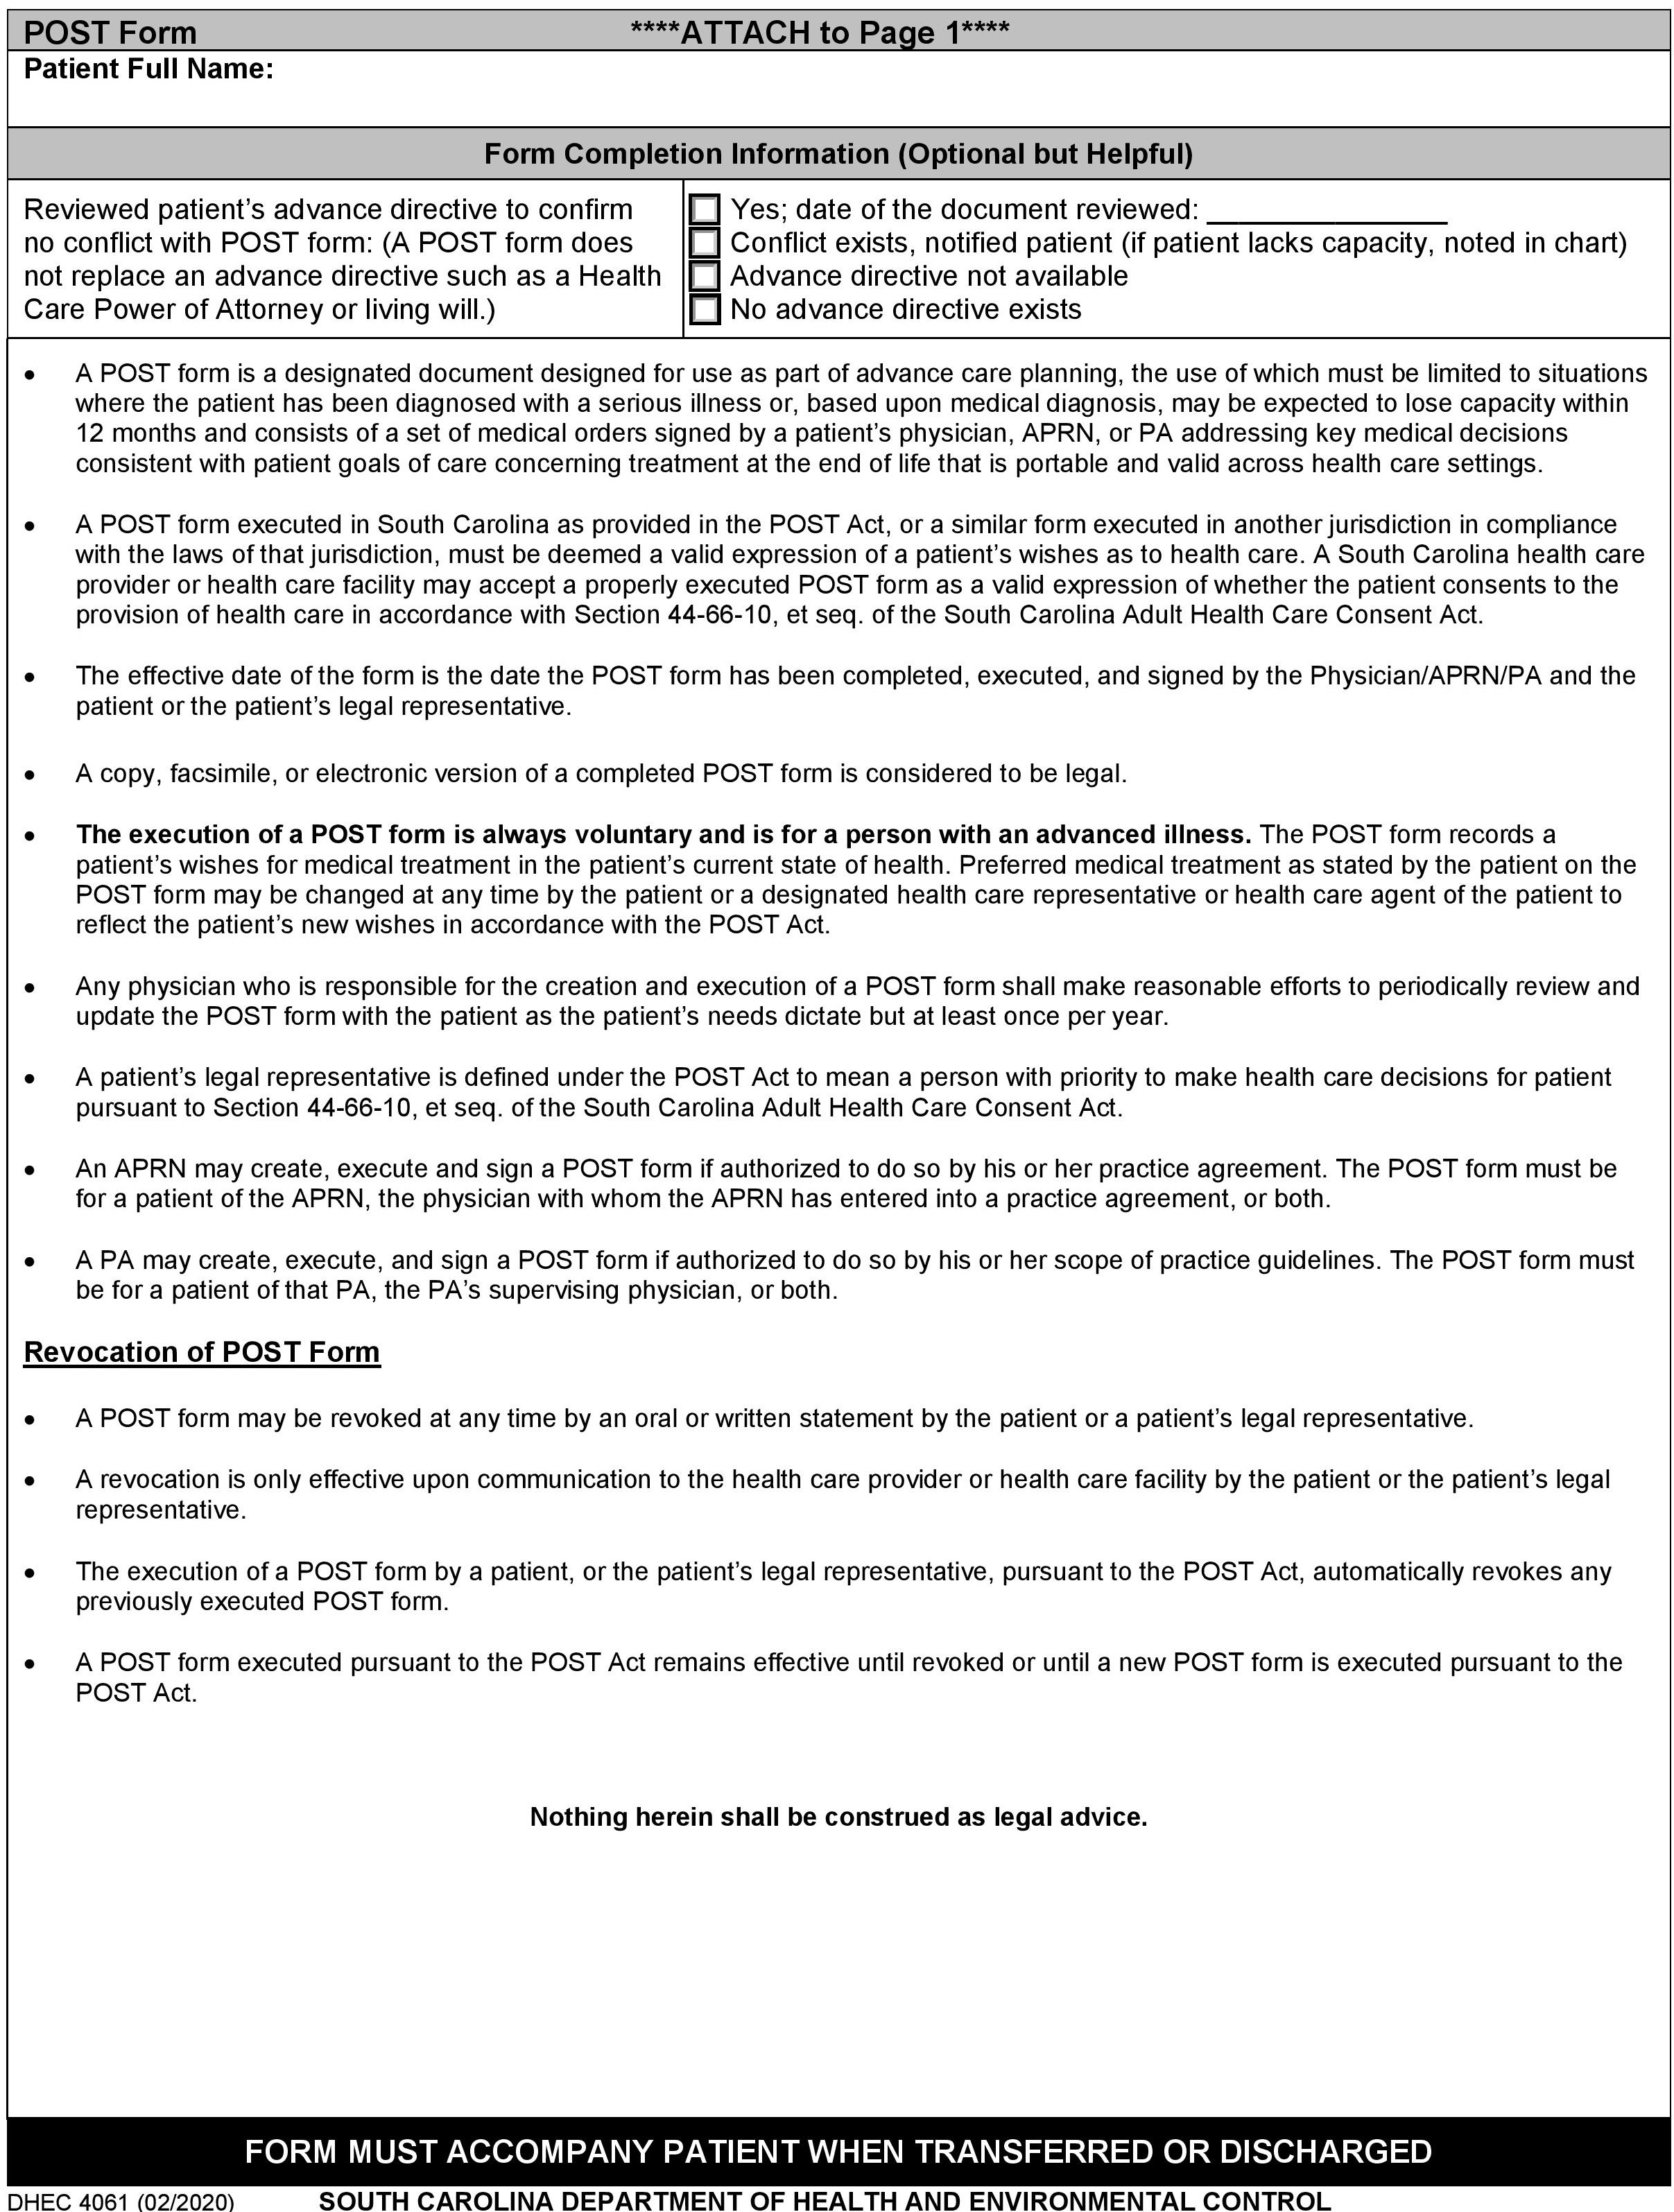 POST Form ****ATTACH to Page 1****
Patient Full Name:
Form Completion Information (Optional but Helpful)
Reviewed patient’s advance directive to confirm
no conflict with POST form: (A POST form does
not replace an advance directive such as a Health
Care Power of Attorney or living will.)
Yes; date of the document reviewed: _______________
Conflict exists, notified patient (if patient lacks capacity, noted in chart)
Advance directive not available
No advance directive exists
• A POST form is a designated document designed for use as part of advance care planning, the use of which must be limited to situations
where the patient has been diagnosed with a serious illness or, based upon medical diagnosis, may be expected to lose capacity within
12 months and consists of a set of medical orders signed by a patient’s physician, APRN, or PA addressing key medical decisions
consistent with patient goals of care concerning treatment at the end of life that is portable and valid across health care settings.
• A POST form executed in South Carolina as provided in the POST Act, or a similar form executed in another jurisdiction in compliance
with the laws of that jurisdiction, must be deemed a valid expression of a patient’s wishes as to health care. A South Carolina health care
provider or health care facility may accept a properly executed POST form as a valid expression of whether the patient consents to the
provision of health care in accordance with Section 44-66-10, et seq. of the South Carolina Adult Health Care Consent Act.
• The effective date of the form is the date the POST form has been completed, executed, and signed by the Physician/APRN/PA and the
patient or the patient’s legal representative.
• A copy, facsimile, or electronic version of a completed POST form is considered to be legal.
• The execution of a POST form is always voluntary and is for a person with an advanced illness. The POST form records a
patient’s wishes for medical treatment in the patient’s current state of health. Preferred medical treatment as stated by the patient on the
POST form may be changed at any time by the patient or a designated health care representative or health care agent of the patient to
reflect the patient’s new wishes in accordance with the POST Act.
• Any physician who is responsible for the creation and execution of a POST form shall make reasonable efforts to periodically review and
update the POST form with the patient as the patient’s needs dictate but at least once per year.
• A patient’s legal representative is defined under the POST Act to mean a person with priority to make health care decisions for patient
pursuant to Section 44-66-10, et seq. of the South Carolina Adult Health Care Consent Act.
• An APRN may create, execute and sign a POST form if authorized to do so by his or her practice agreement. The POST form must be
for a patient of the APRN, the physician with whom the APRN has entered into a practice agreement, or both.
• A PA may create, execute, and sign a POST form if authorized to do so by his or her scope of practice guidelines. The POST form must
be for a patient of that PA, the PA’s supervising physician, or both.
Revocation of POST Form
• A POST form may be revoked at any time by an oral or written statement by the patient or a patient’s legal representative.
• A revocation is only effective upon communication to the health care provider or health care facility by the patient or the patient’s legal
representative.
• The execution of a POST form by a patient, or the patient’s legal representative, pursuant to the POST Act, automatically revokes any
previously executed POST form.
• A POST form executed pursuant to the POST Act remains effective until revoked or until a new POST form is executed pursuant to the
POST Act.
Nothing herein shall be construed as legal advice.
FORM MUST ACCOMPANY PATIENT WHEN TRANSFERRED OR DISCHARGED
DHEC 4061 (02/2020) SOUTH CAROLINA DEPARTMENT OF HEALTH AND ENVIRONMENTAL CONTROL